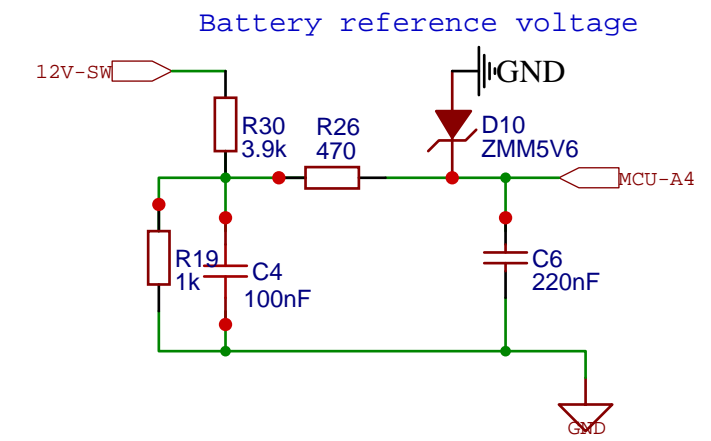 Battery reference voltage
12V-SW
GND
R30
3.9k
R26
470
D10
ZMM5V6
MCU-A4
R19
1k
C4
100nF
C6
220nF
GND